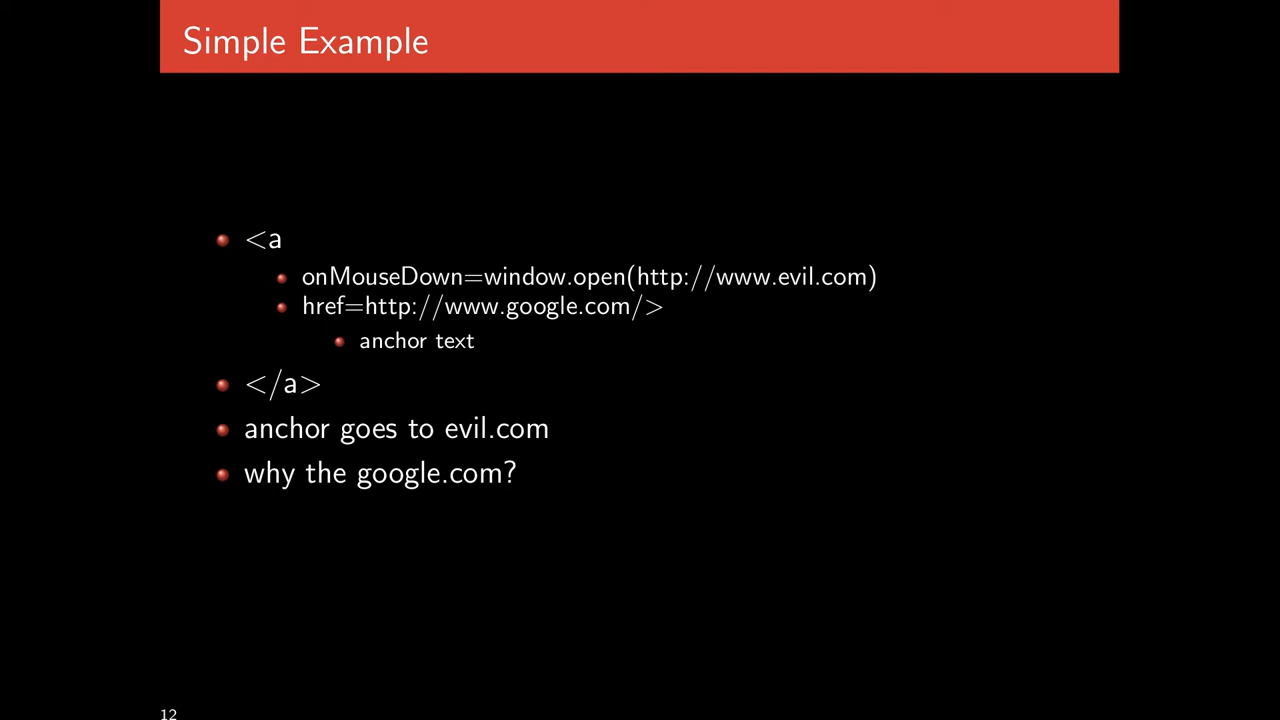 Simple Example
<a
onMouseDown=window.open(http://www.evil.com)
href=http://www.google.com/>
anchor text
</a>
anchor goes to evil.com
why the google.com?
12